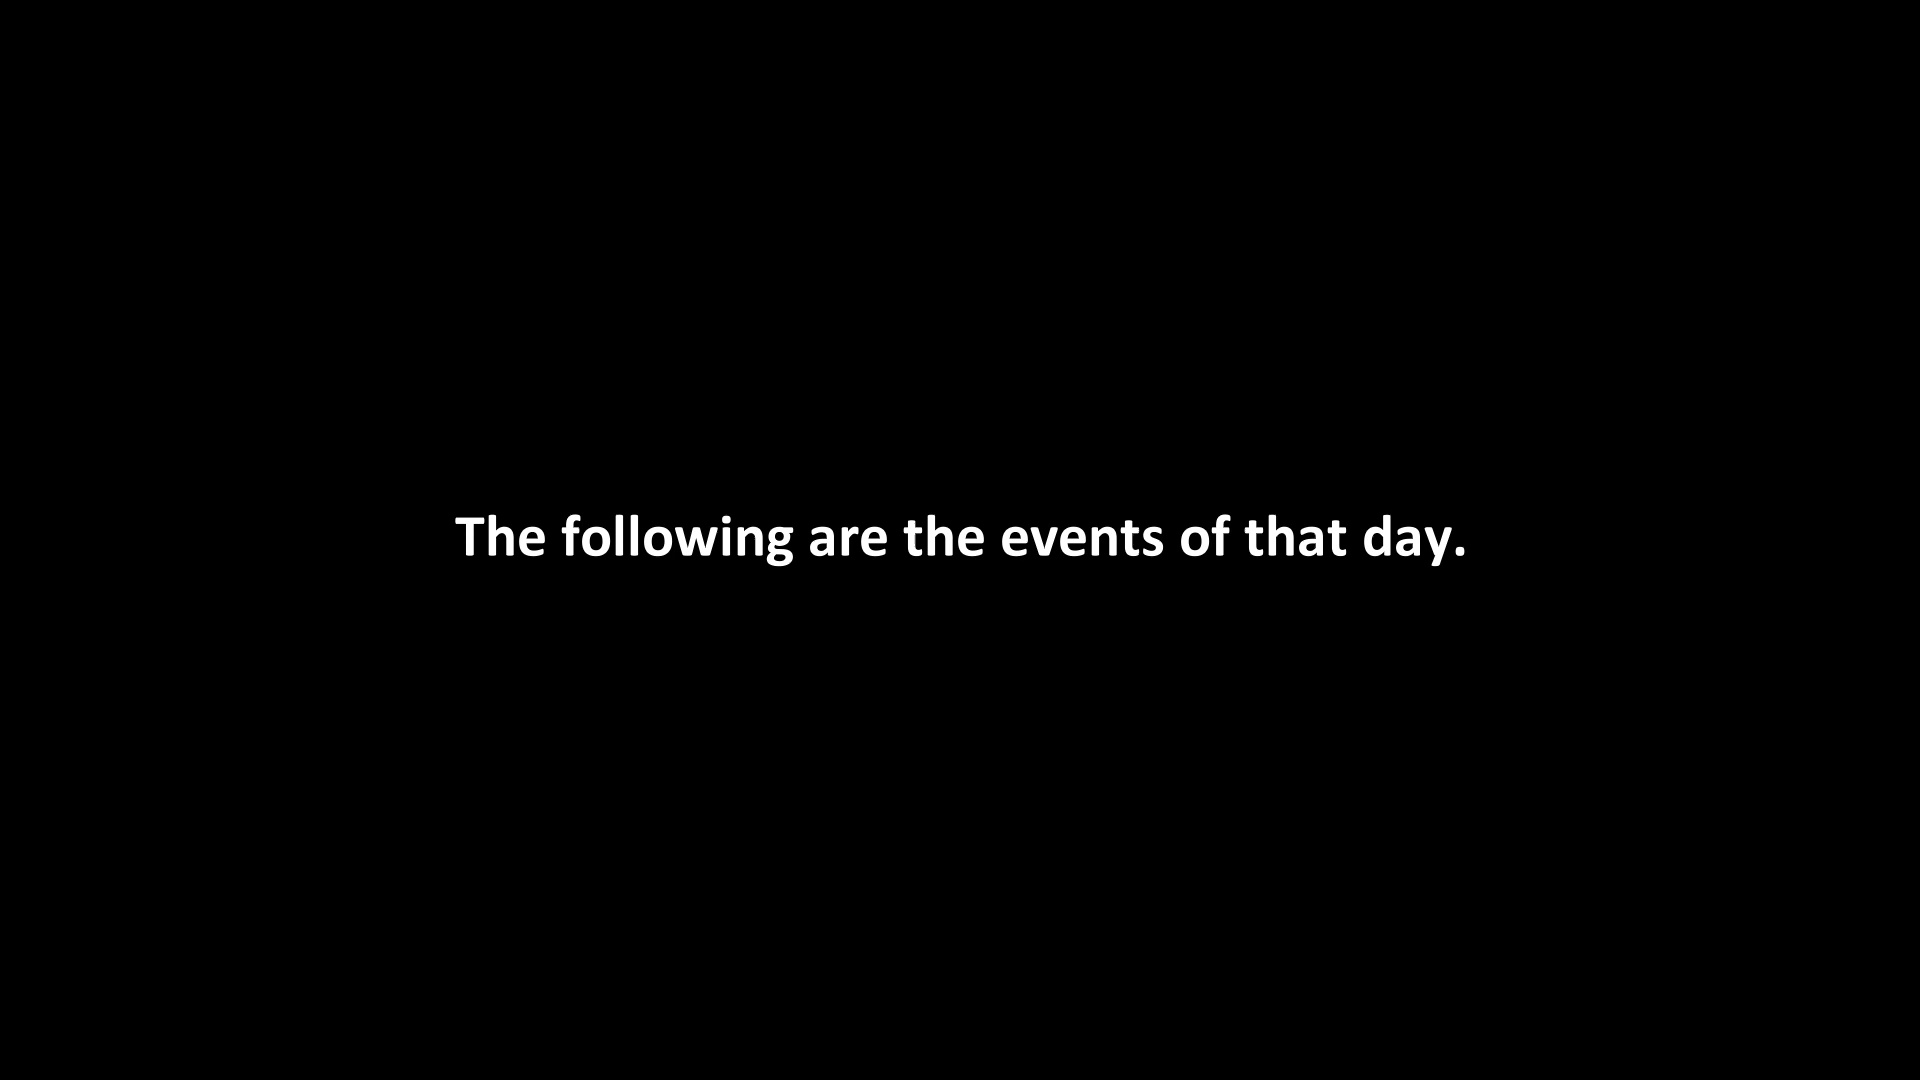 The following are the events of that day.